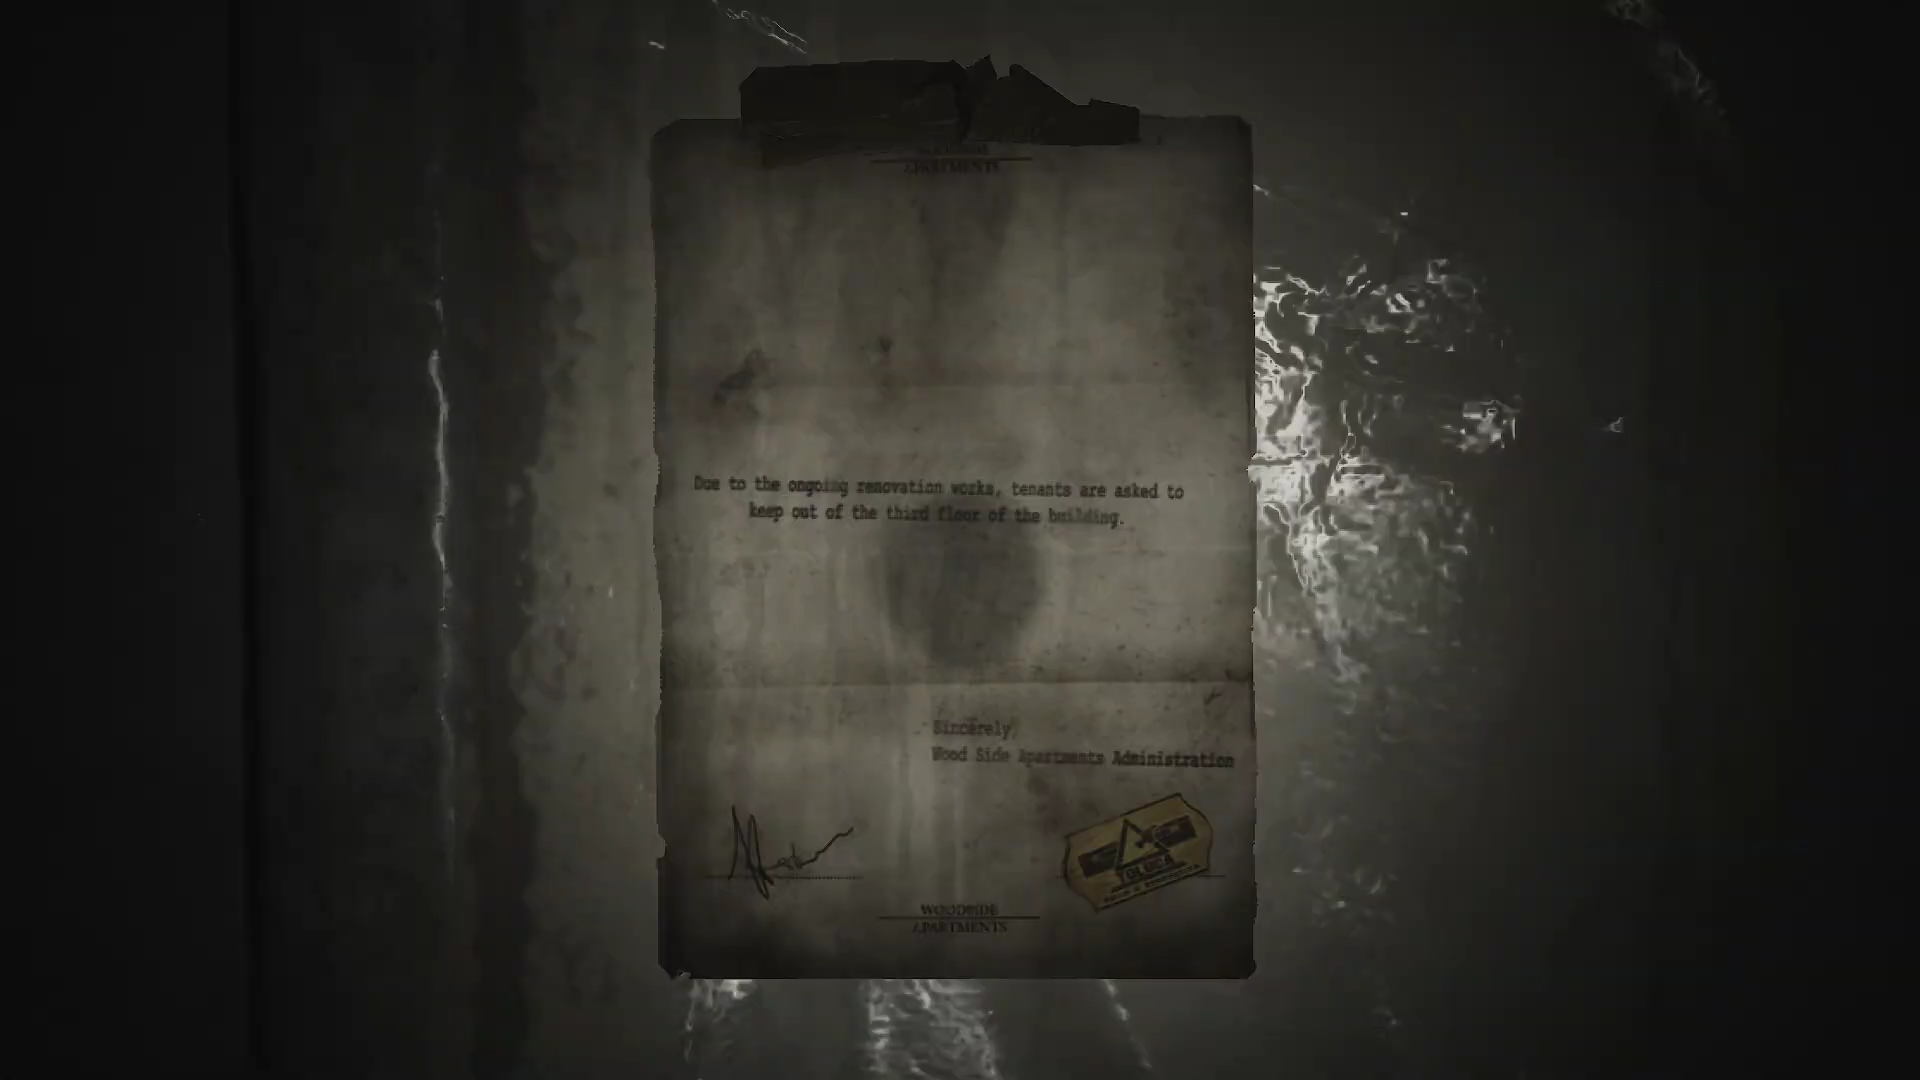 APARTMENTS
Due to the ongoing renovation works, tenants are asked to
keep out of the third floor of the building.
Sincerely,
Wood Side Apartments Administration
TOLUCA
WOODSIDE
APARTMENTS